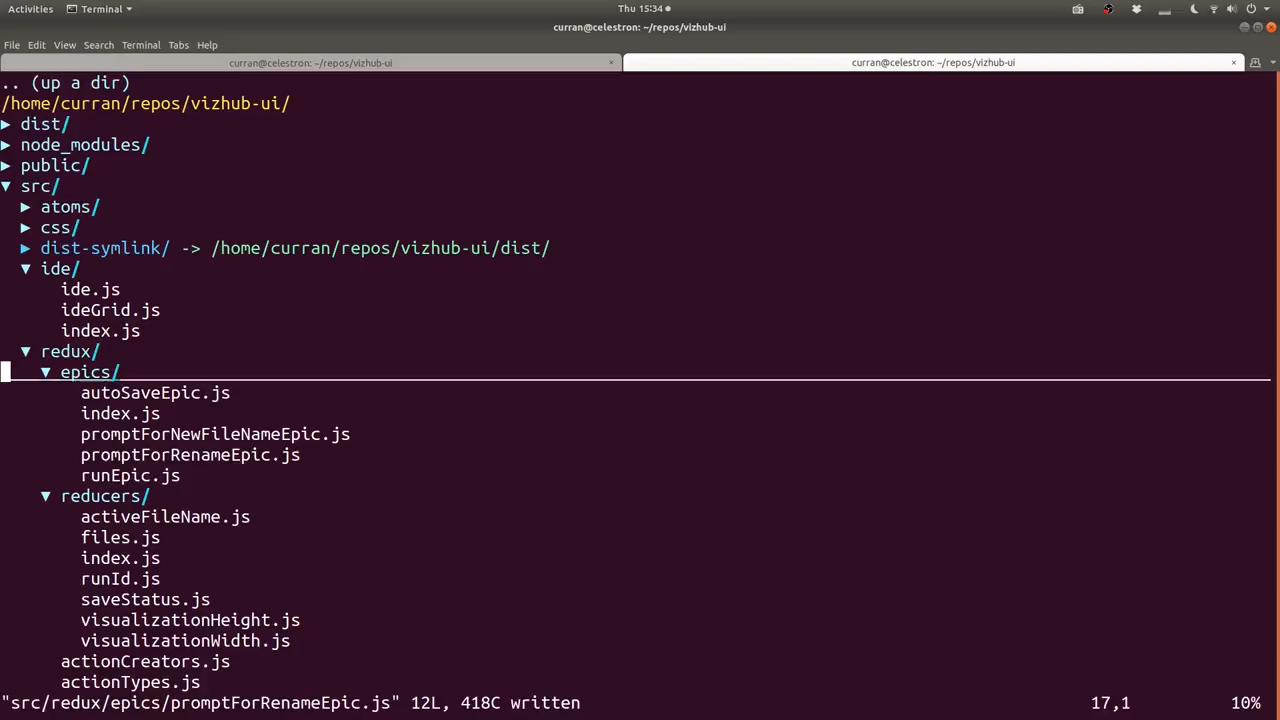 Activities Terminal Thu 15:34
curran@celestron: ~/repos/vizhub-ui
File Edit View Search Terminal Tabs Help
curran@celestron: ~/repos/vizhub-ui × curran@celestron: ~/repos/vizhub-ui ×
.. (up a dir)
/home/curran/repos/vizhub-ui/
▶ dist/
▶ node_modules/
▶ public/
▼ src/
▶ atoms/
▶ css/
▶ dist-symlink/ -> /home/curran/repos/vizhub-ui/dist/
▼ ide/
ide.js
ideGrid.js
index.js
▼ redux/
▼ epics/
autoSaveEpic.js
index.js
promptForNewFileNameEpic.js
promptForRenameEpic.js
runEpic.js
▼ reducers/
activeFileName.js
files.js
index.js
runId.js
saveStatus.js
visualizationHeight.js
visualizationWidth.js
actionCreators.js
actionTypes.js
"src/redux/epics/promptForRenameEpic.js" 12L, 418C written 17,1 10%